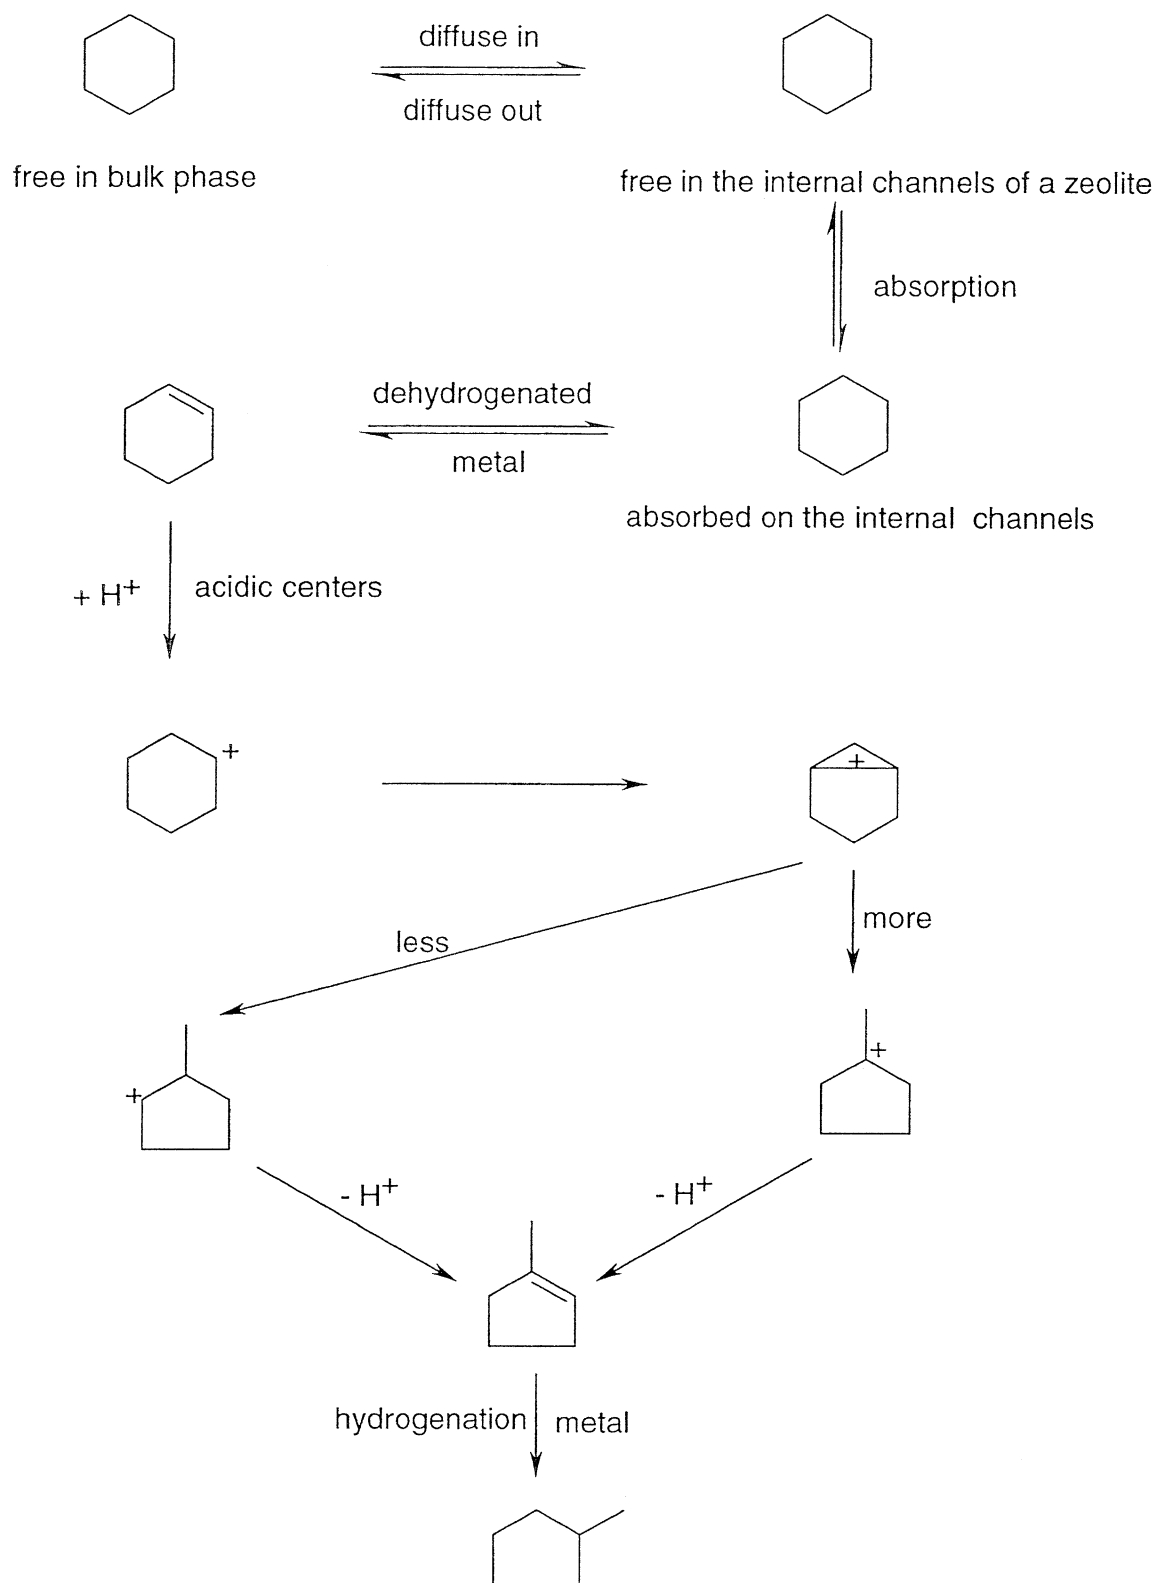 diffuse in
diffuse out
free in bulk phase
free in the internal channels of a zeolite
absorption
dehydrogenated
metal
absorbed on the internal channels
+ H+
acidic centers
+
+
less
more
+
+
- H+
- H+
hydrogenation
metal